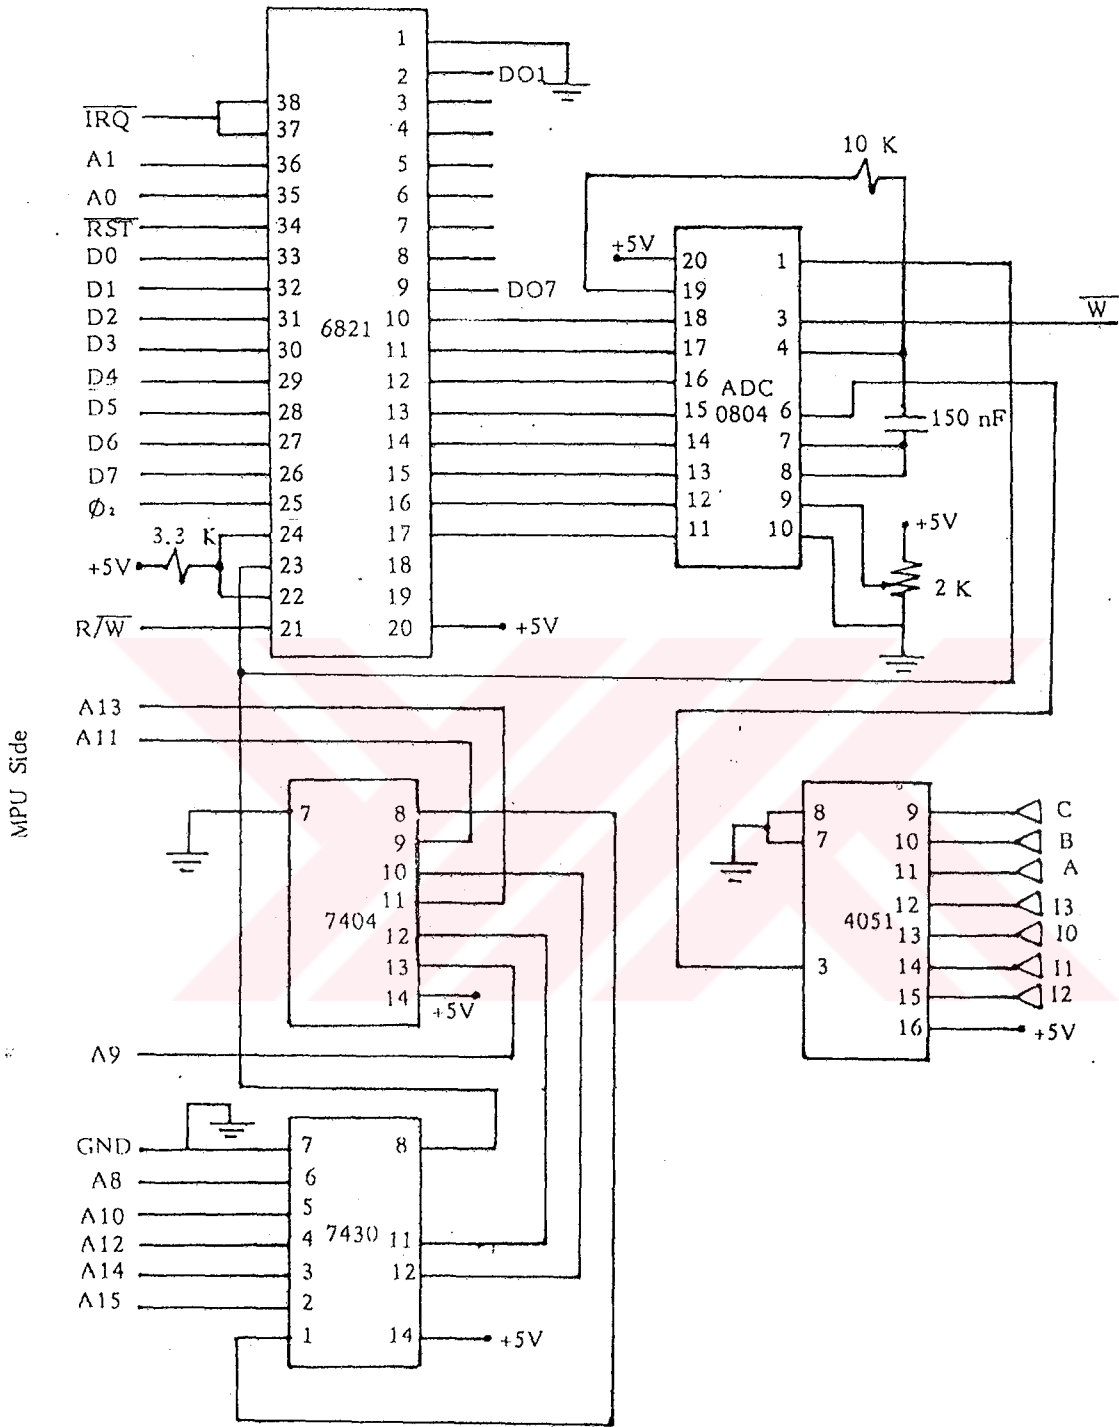 1
2 DO1
3
4
5
6
7
8
9 DO7
10
11
12
13
14
15
16
17
18
19
20 +5V
6821
I̅R̅Q̅ 38
37
A1 36
A0 35
R̅S̅T̅ 34
D0 33
D1 32
D2 31
D3 30
D4 29
D5 28
D6 27
D7 26
Ø₂ 25
24
3.3 K
+5V 23
22
R/W̅ 21
10 K
+5V 20
19
18
17
16
15
14
13
12
11
ADC
0804
1
3 W̅
4
6
7
8
9
10
150 nF
+5V
2 K
MPU Side
A13
A11
7
7404
8
9
10
11
12
13
14 +5V
A9
GND 7
A8 6
A10 5
A12 4
A14 3
A15 2
1
7430
8
11
12
14 +5V
8
7
3
4051
9 C
10 B
11 A
12 I3
13 I0
14 I1
15 I2
16 +5V